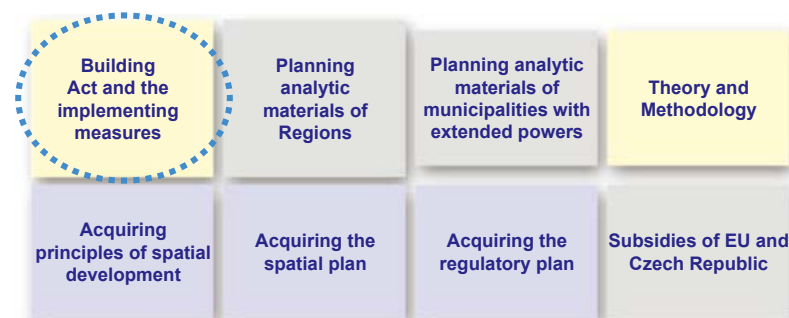 Building
Act and the
implementing
measures
Planning
analytic
materials of
Regions
Planning analytic
materials of
municipalities with
extended powers
Theory and
Methodology
Acquiring
principles of spatial
development
Acquiring the
spatial plan
Acquiring the
regulatory plan
Subsidies of EU and
Czech Republic